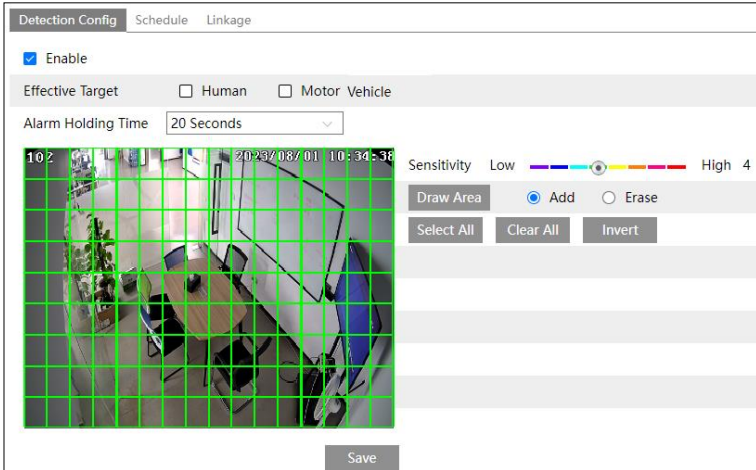 Detection Config Schedule Linkage
Enable
Effective Target Human Motor Vehicle
Alarm Holding Time 20 Seconds
102 2023/08/01 10:34:38
Sensitivity Low High 4
Draw Area Add Erase
Select All Clear All Invert
Save